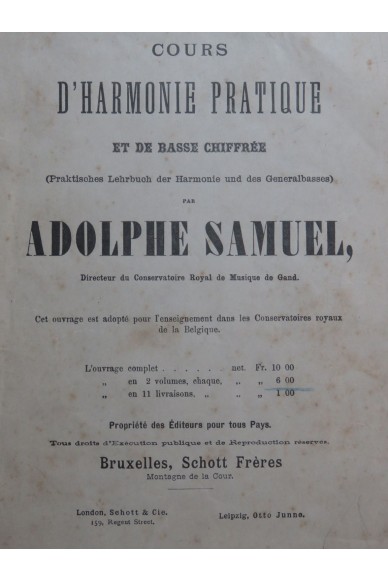 COURS
D'HARMONIE PRATIQUE
ET DE BASSE CHIFFRÉE
(Praktisches Lehrbuch der Harmonie und des Generalbasses)
PAR
ADOLPHE SAMUEL,
Directeur du Conservatoire Royal de Musique de Gand.
Cet ouvrage est adopté pour l'enseignement dans les Conservatoires royaux
de la Belgique.
L'ouvrage complet . . . . . . net. Fr. 10 00
„ en 2 volumes, chaque, „ „ 6 00
„ en 11 livraisons, „ „ „ 1 00
Propriété des Éditeurs pour tous Pays.
Tous droits d'Execution publique et de Reproduction réservés.
Bruxelles, Schott Frères
Montagne de la Cour.
London, Schott & Cie. Leipzig, Otto Junne.
159, Regent Street.